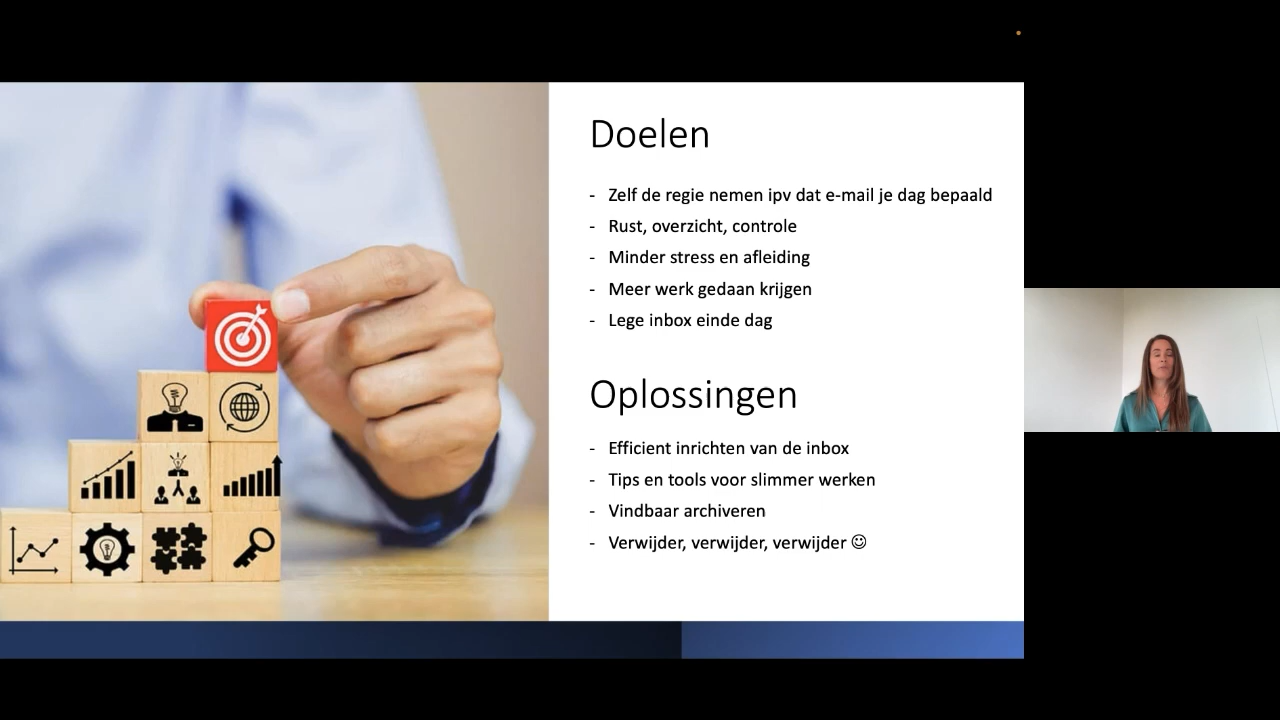 Doelen
- Zelf de regie nemen ipv dat e-mail je dag bepaald
- Rust, overzicht, controle
- Minder stress en afleiding
- Meer werk gedaan krijgen
- Lege inbox einde dag
Oplossingen
- Efficient inrichten van de inbox
- Tips en tools voor slimmer werken
- Vindbaar archiveren
- Verwijder, verwijder, verwijder ☺